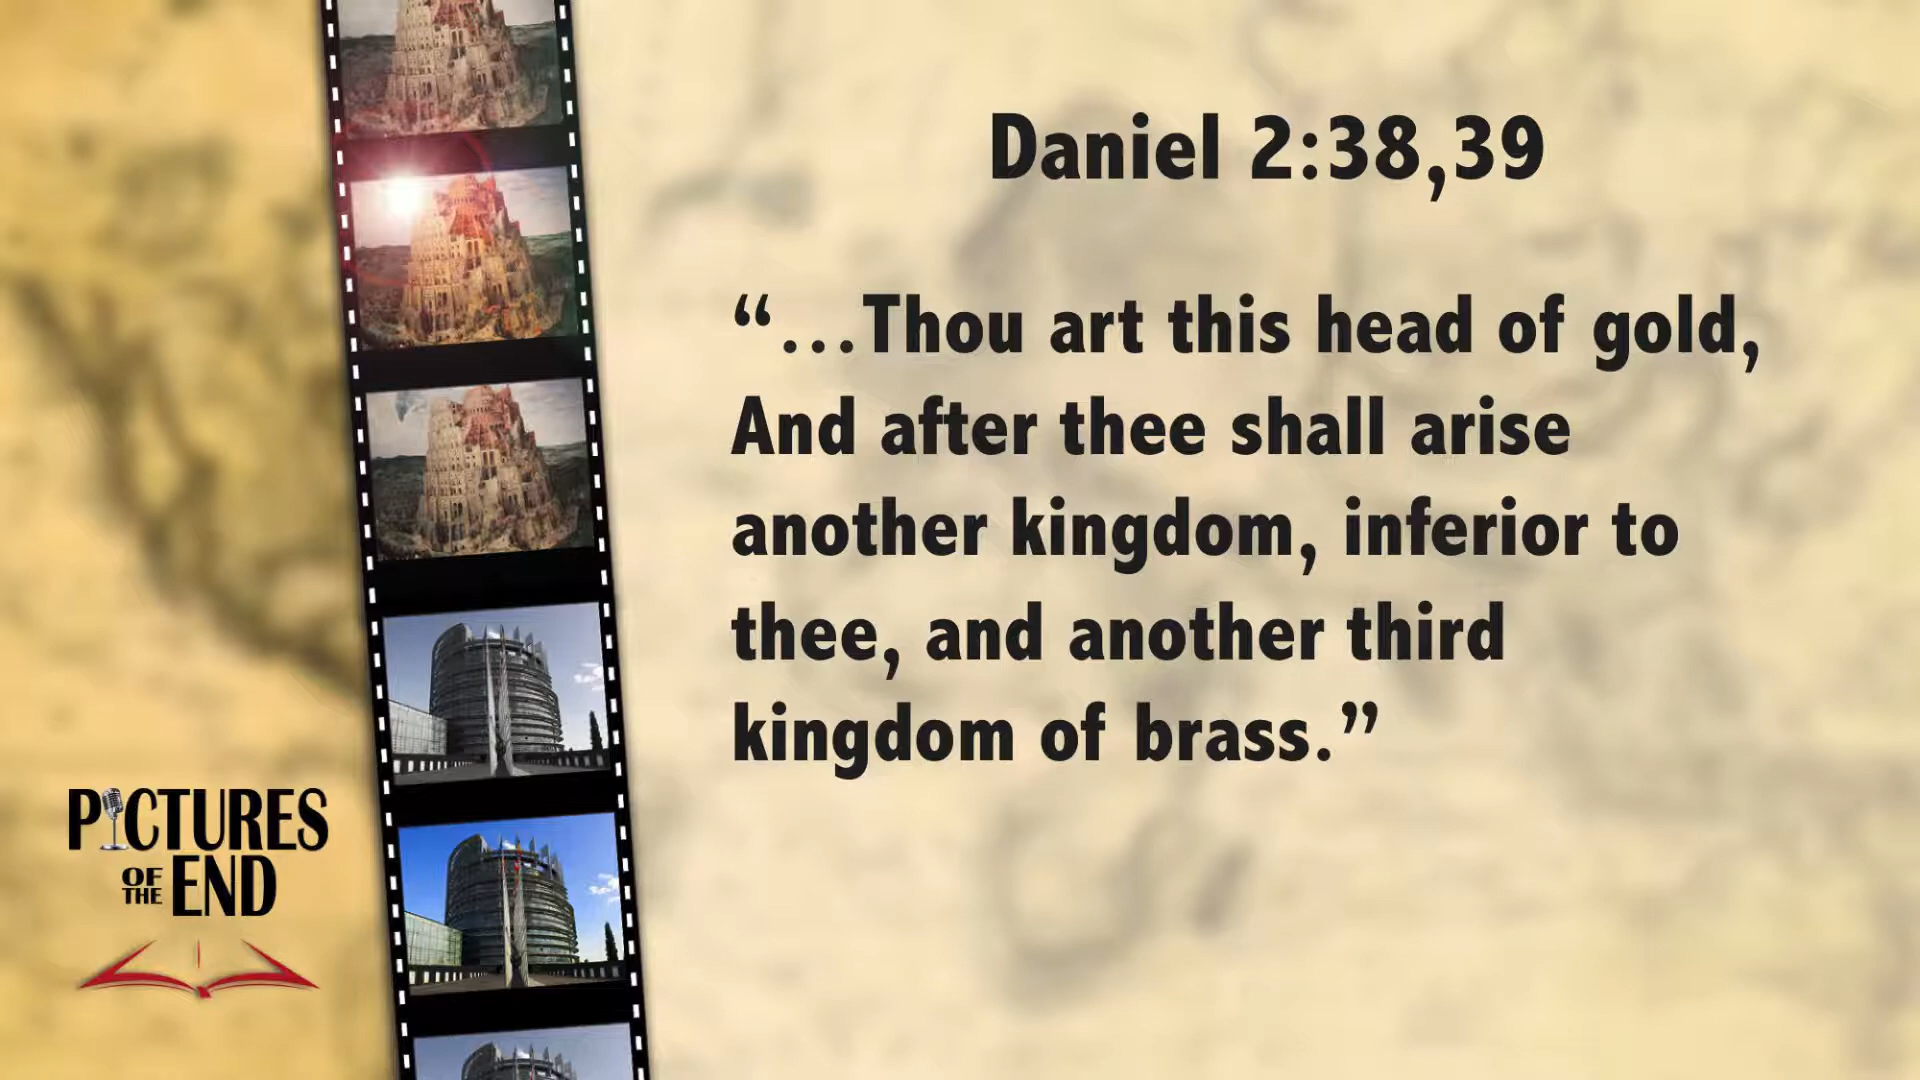 Daniel 2:38,39
“…Thou art this head of gold,
And after thee shall arise
another kingdom, inferior to
thee, and another third
kingdom of brass.”
PICTURES
OF THE END